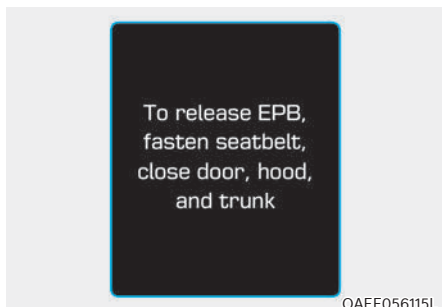 To release EPB,
fasten seatbelt,
close door, hood,
and trunk
OAEE056115L